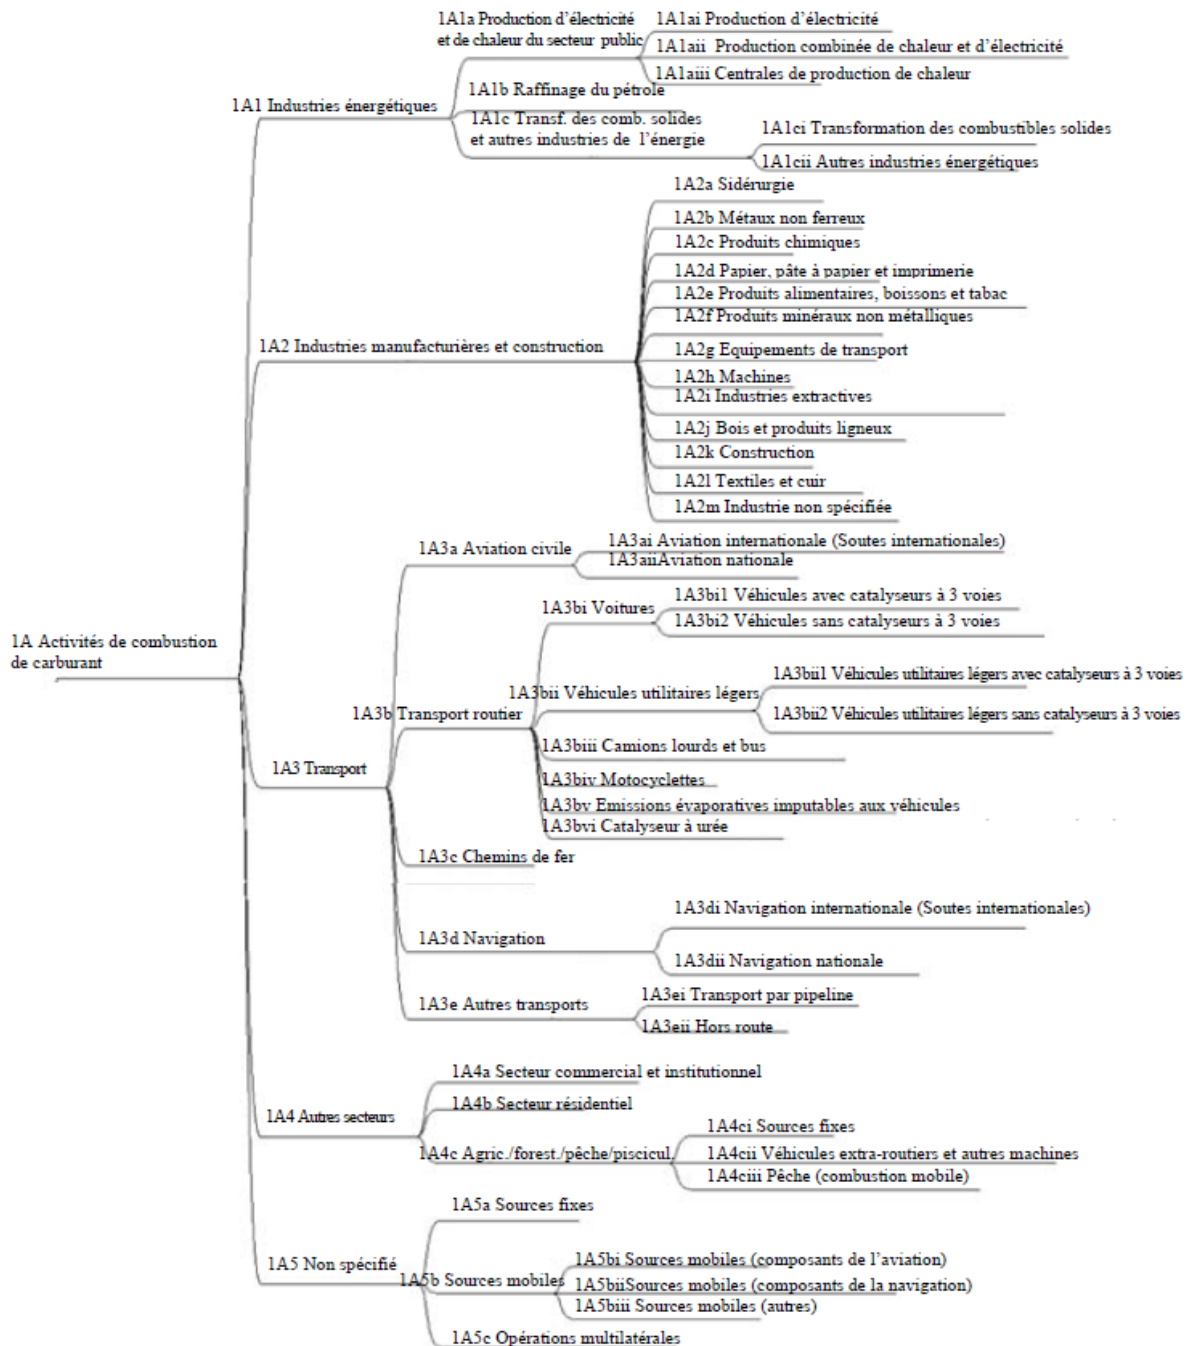 1A1a Production d’électricité
et de chaleur du secteur public
1A1ai Production d’électricité
1A1aii Production combinée de chaleur et d’électricité
1A1aiii Centrales de production de chaleur
1A1 Industries énergétiques
1A1b Raffinage du pétrole
1A1c Transf. des comb. solides
et autres industries de l’énergie
1A1ci Transformation des combustibles solides
1A1cii Autres industries énergétiques
1A2a Sidérurgie
1A2b Métaux non ferreux
1A2c Produits chimiques
1A2d Papier, pâte à papier et imprimerie
1A2e Produits alimentaires, boissons et tabac
1A2f Produits minéraux non métalliques
1A2 Industries manufacturières et construction
1A2g Equipements de transport
1A2h Machines
1A2i Industries extractives
1A2j Bois et produits ligneux
1A2k Construction
1A2l Textiles et cuir
1A2m Industrie non spécifiée
1A3a Aviation civile
1A3ai Aviation internationale (Soutes internationales)
1A3aiiAviation nationale
1A3bi Voitures
1A3bi1 Véhicules avec catalyseurs à 3 voies
1A3bi2 Véhicules sans catalyseurs à 3 voies
1A Activités de combustion
de carburant
1A3bii Véhicules utilitaires légers
1A3bii1 Véhicules utilitaires légers avec catalyseurs à 3 voies
1A3bii2 Véhicules utilitaires légers sans catalyseurs à 3 voies
1A3b Transport routier
1A3biii Camions lourds et bus
1A3 Transport
1A3biv Motocyclettes
1A3bv Emissions évaporatives imputables aux véhicules
1A3bvi Catalyseur à urée
1A3c Chemins de fer
1A3di Navigation internationale (Soutes internationales)
1A3d Navigation
1A3dii Navigation nationale
1A3e Autres transports
1A3ei Transport par pipeline
1A3eii Hors route
1A4a Secteur commercial et institutionnel
1A4b Secteur résidentiel
1A4 Autres secteurs
1A4c Agric./forest./pêche/piscicul.
1A4ci Sources fixes
1A4cii Véhicules extra-routiers et autres machines
1A4ciii Pêche (combustion mobile)
1A5a Sources fixes
1A5 Non spécifié
1A5b Sources mobiles
1A5bi Sources mobiles (composants de l’aviation)
1A5biiSources mobiles (composants de la navigation)
1A5biii Sources mobiles (autres)
1A5c Opérations multilatérales